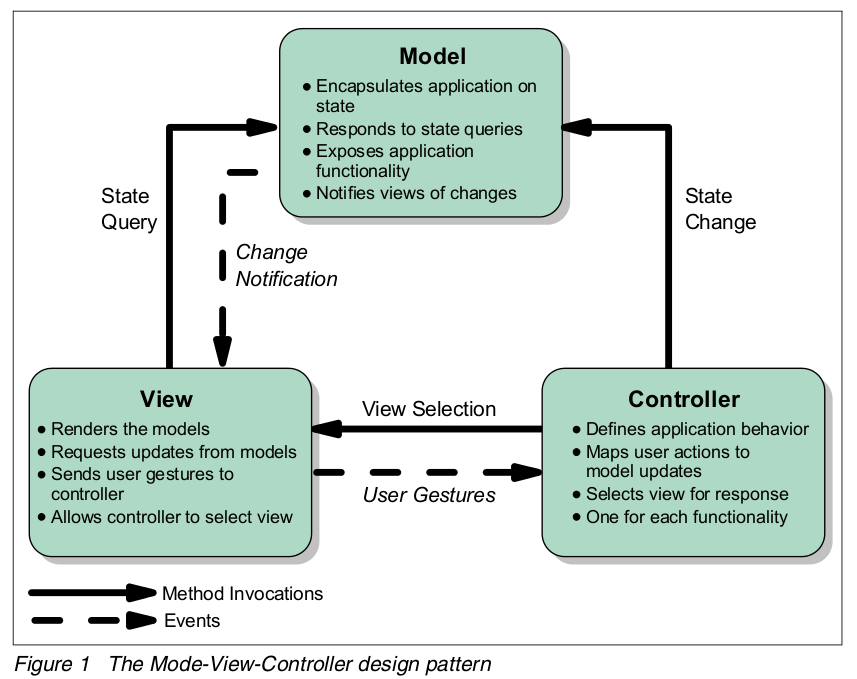 Model
● Encapsulates application on
state
● Responds to state queries
● Exposes application
functionality
● Notifies views of changes
State
Query
State
Change
Change
Notification
View
● Renders the models
● Requests updates from models
● Sends user gestures to
controller
● Allows controller to select view
View Selection
User Gestures
Controller
● Defines application behavior
● Maps user actions to
model updates
● Selects view for response
● One for each functionality
Method Invocations
Events
Figure 1 The Mode-View-Controller design pattern